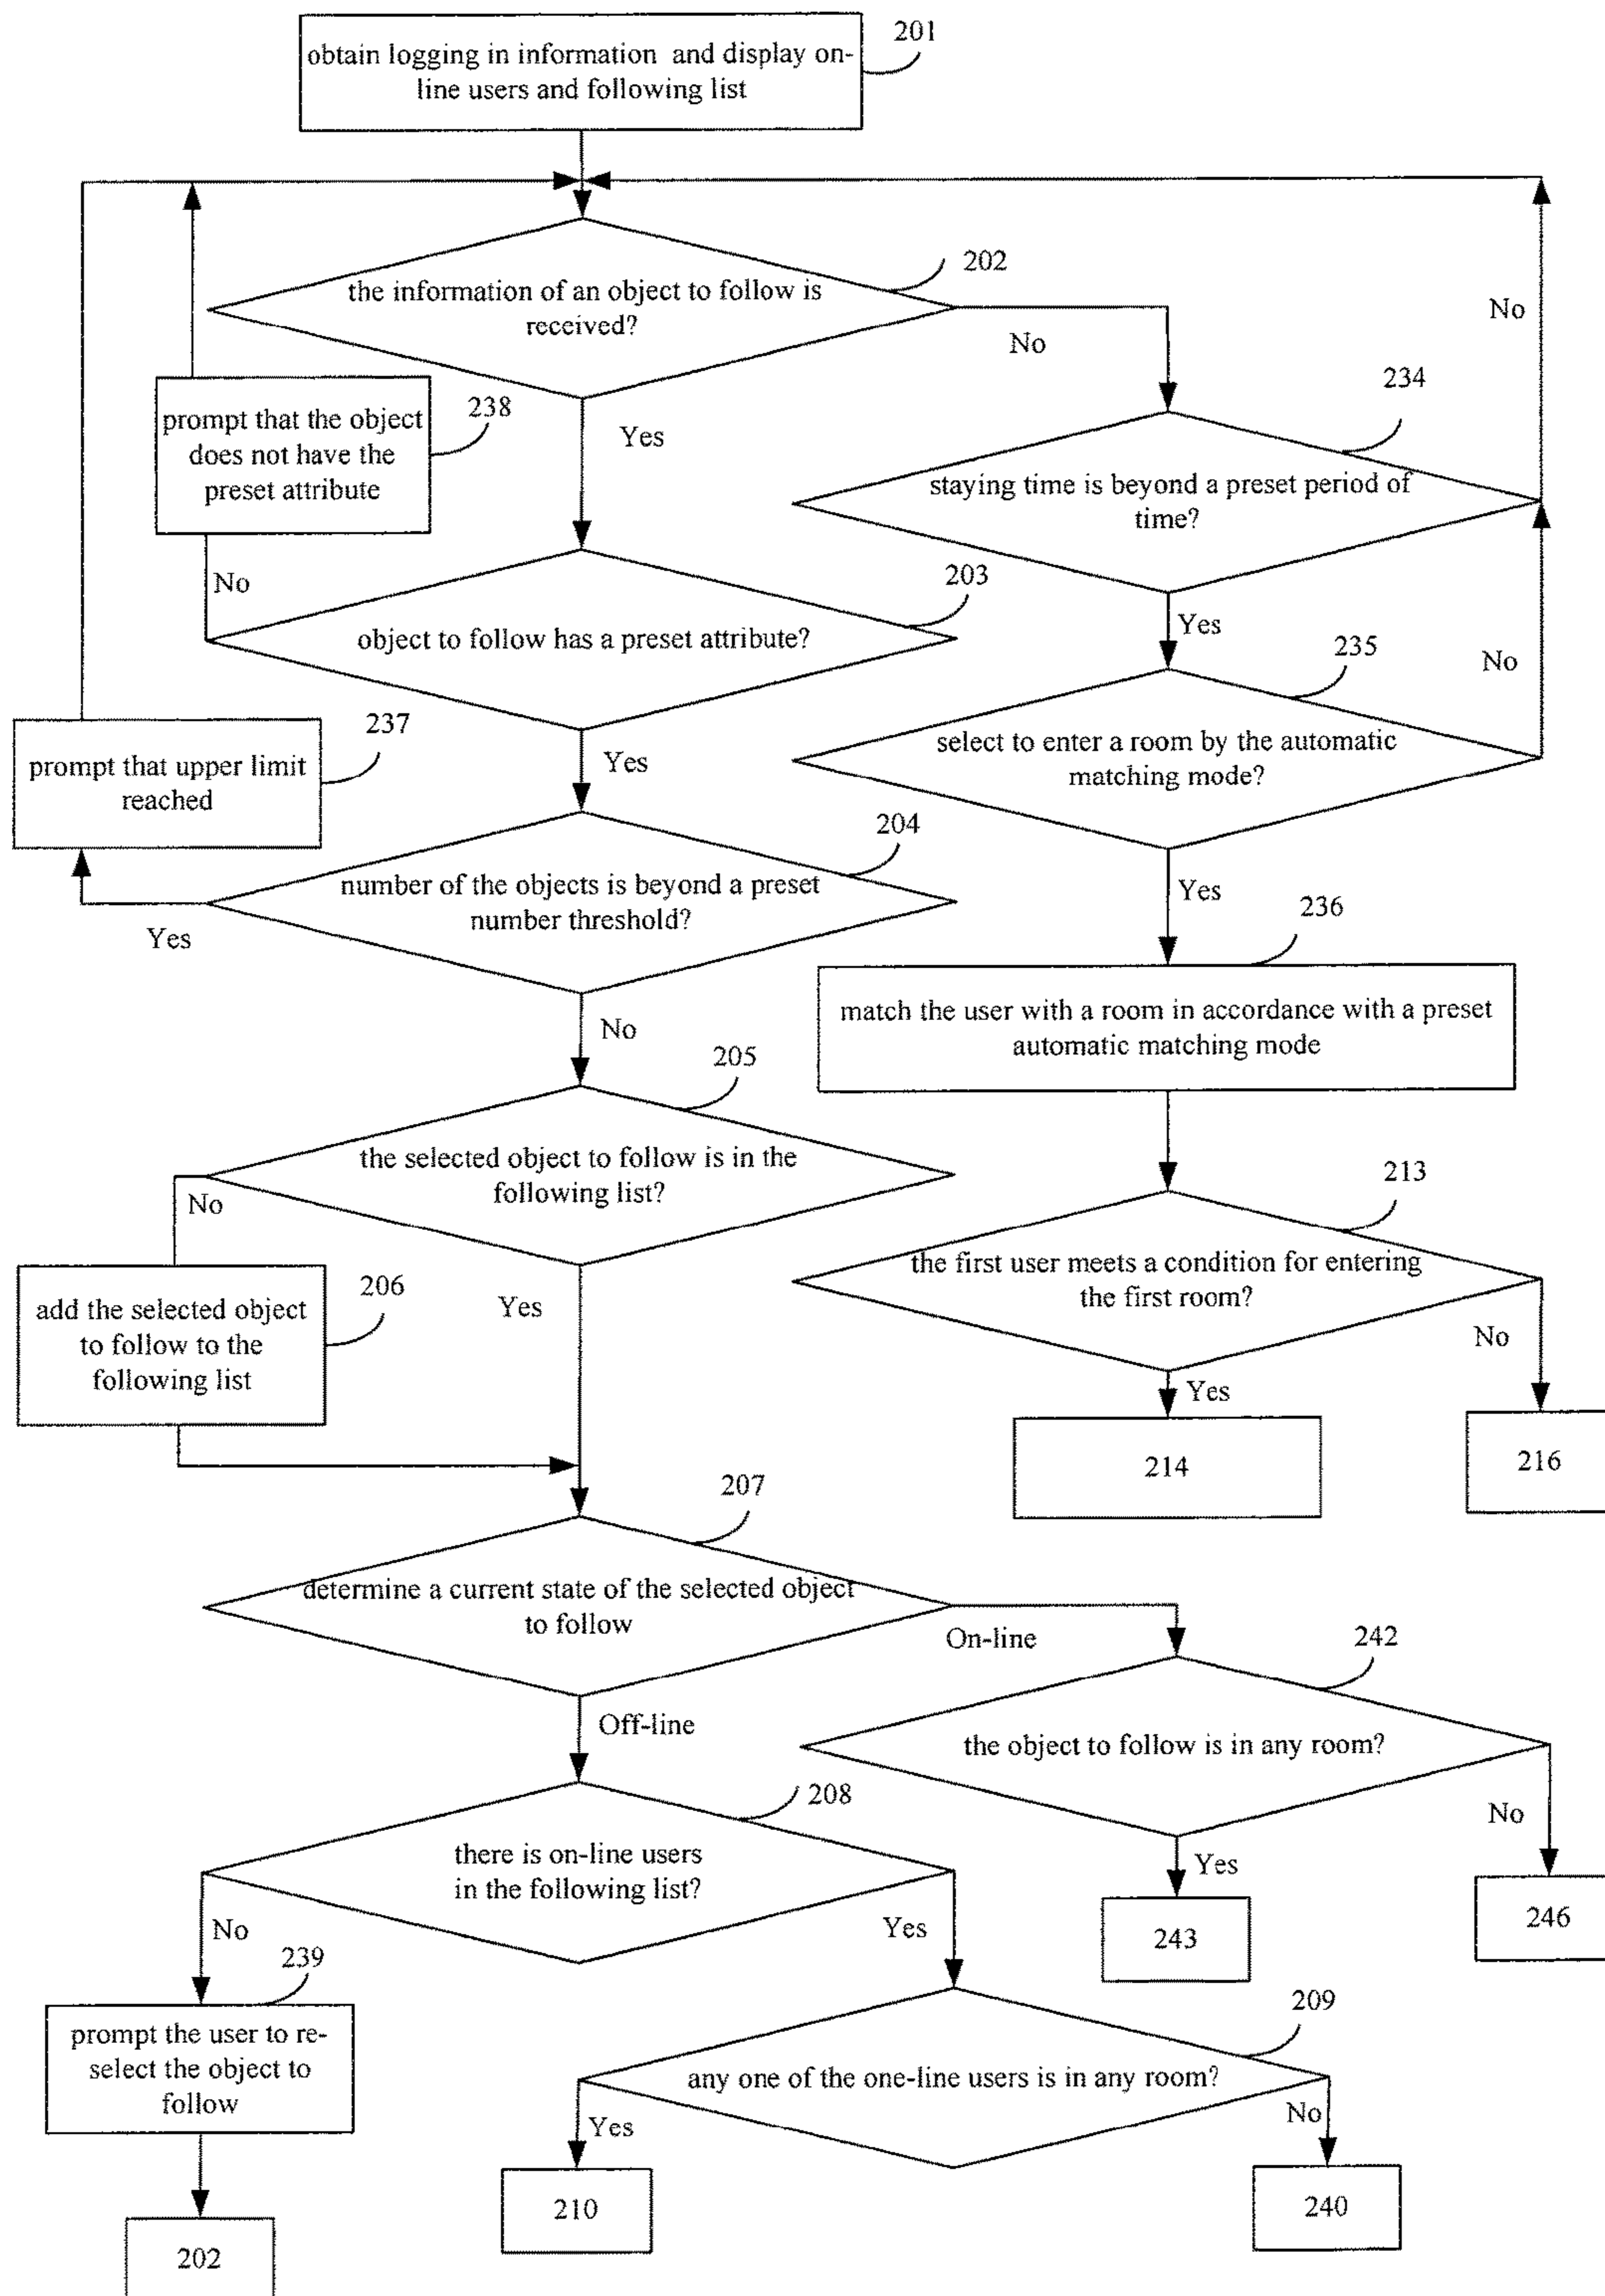 201
obtain logging in information and display on-
line users and following list
202
the information of an object to follow is
received?
No
No
234
238
prompt that the object
does not have the
preset attribute
Yes
staying time is beyond a preset period of
time?
No
203
Yes
object to follow has a preset attribute?
235
No
237
prompt that upper limit
reached
Yes
select to enter a room by the automatic
matching mode?
204
number of the objects is beyond a preset
number threshold?
Yes
Yes
236
match the user with a room in accordance with a preset
automatic matching mode
No
205
the selected object to follow is in the
following list?
No
213
the first user meets a condition for entering
the first room?
206
add the selected object
to follow to the
following list
Yes
No
Yes
214
216
207
determine a current state of the selected object
to follow
On-line
242
Off-line
the object to follow is in any room?
208
there is on-line users
in the following list?
No
Yes
243
246
No
Yes
239
prompt the user to re-
select the object to
follow
209
any one of the one-line users is in any room?
Yes
No
210
240
202